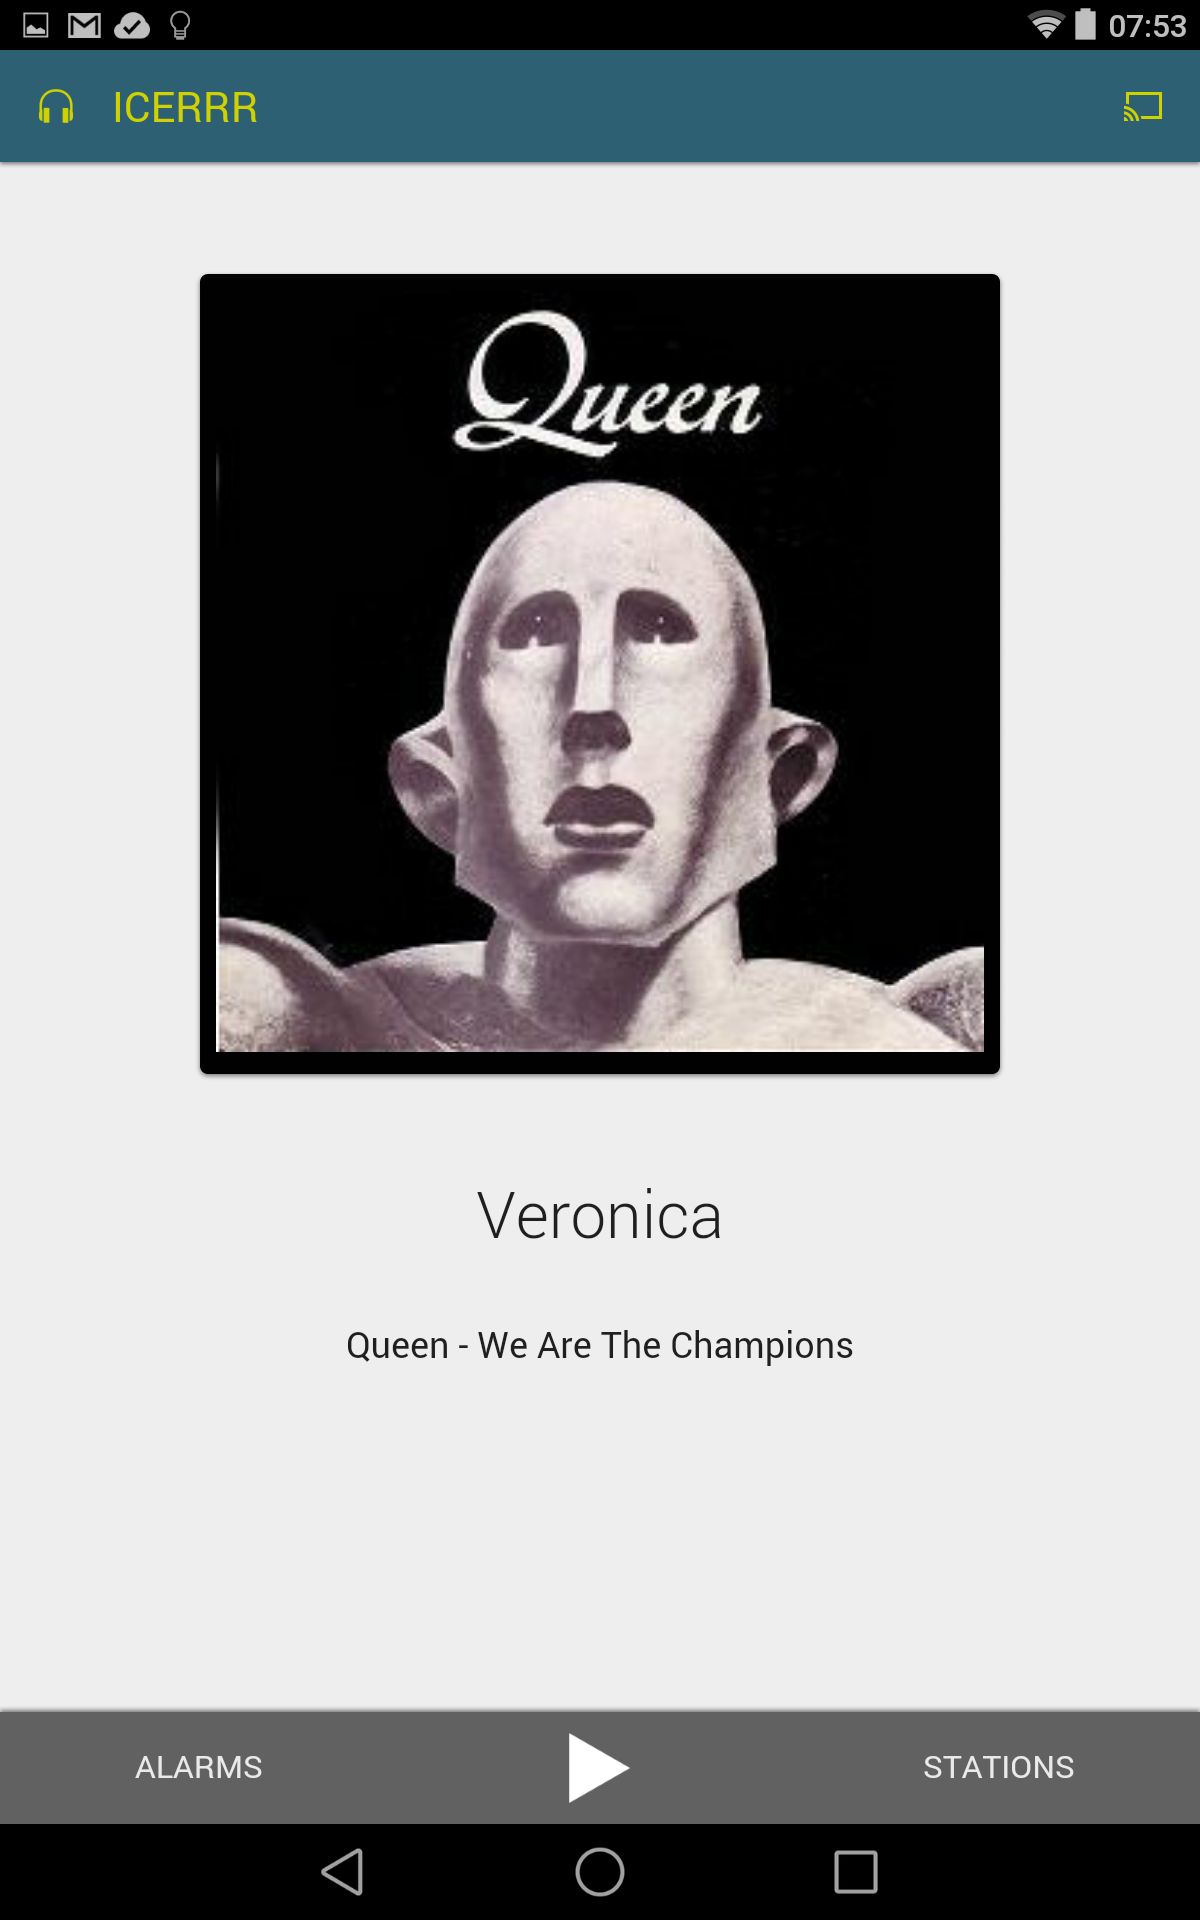 07:53
ICERRR
Queen
Veronica
Queen - We Are The Champions
ALARMS
STATIONS